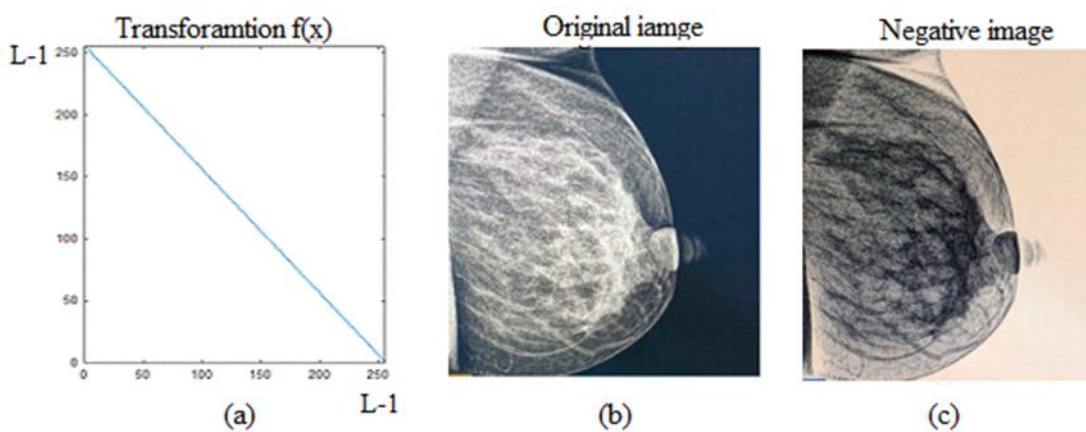 Transforamtion f(x)
L-1
250
200
150
100
50
0
0 50 100 150 200 250
L-1
(a)
Original iamge
(b)
Negative image
(c)